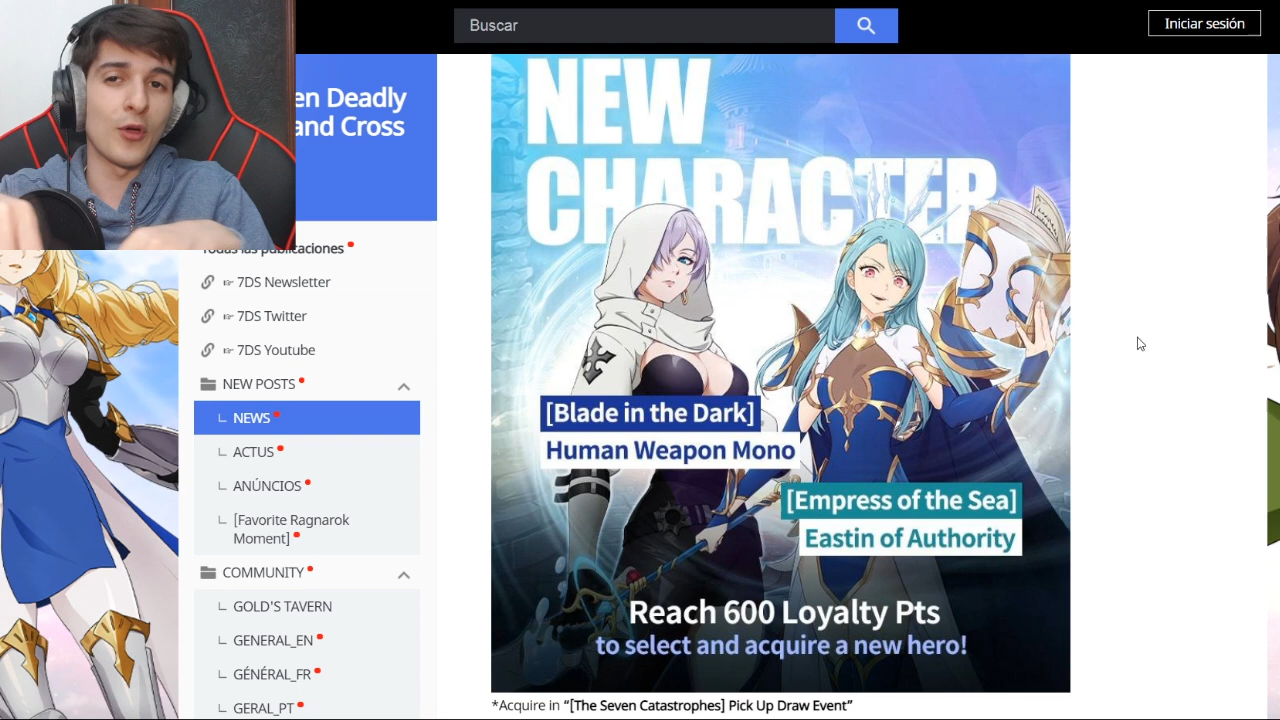 Buscar
Iniciar sesión
en Deadly
and Cross
Todas las publicaciones
☞ 7DS Newsletter
☞ 7DS Twitter
☞ 7DS Youtube
NEW POSTS
NEWS
ACTUS
ANÚNCIOS
[Favorite Ragnarok
Moment]
COMMUNITY
GOLD'S TAVERN
GENERAL_EN
GÉNÉRAL_FR
GERAL_PT
NEW
CHARACTER
[Blade in the Dark]
Human Weapon Mono
[Empress of the Sea]
Eastin of Authority
Reach 600 Loyalty Pts
to select and acquire a new hero!
*Acquire in “[The Seven Catastrophes] Pick Up Draw Event”